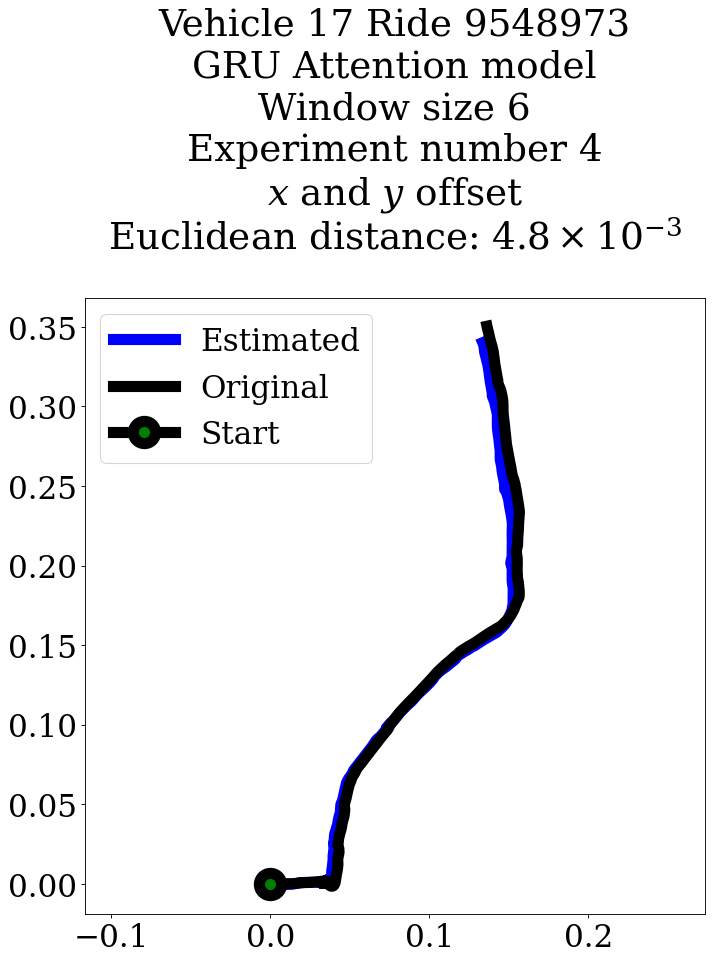 Vehicle 17 Ride 9548973
GRU Attention model
Window size 6
Experiment number 4
x and y offset
Euclidean distance: 4.8 × 10⁻³
Estimated
Original
Start
0.35
0.30
0.25
0.20
0.15
0.10
0.05
0.00
−0.1
0.0
0.1
0.2